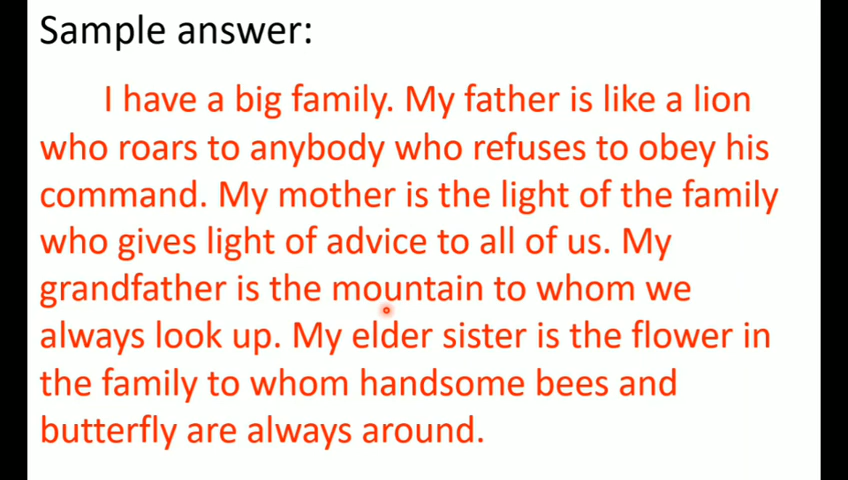 Sample answer:
I have a big family. My father is like a lion
who roars to anybody who refuses to obey his
command. My mother is the light of the family
who gives light of advice to all of us. My
grandfather is the mountain to whom we
always look up. My elder sister is the flower in
the family to whom handsome bees and
butterfly are always around.